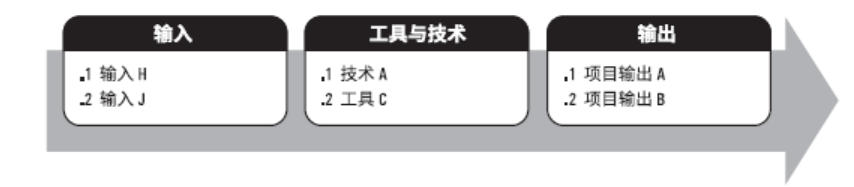 输入
.1 输入 H
.2 输入 J
工具与技术
.1 技术 A
.2 工具 C
输出
.1 项目输出 A
.2 项目输出 B